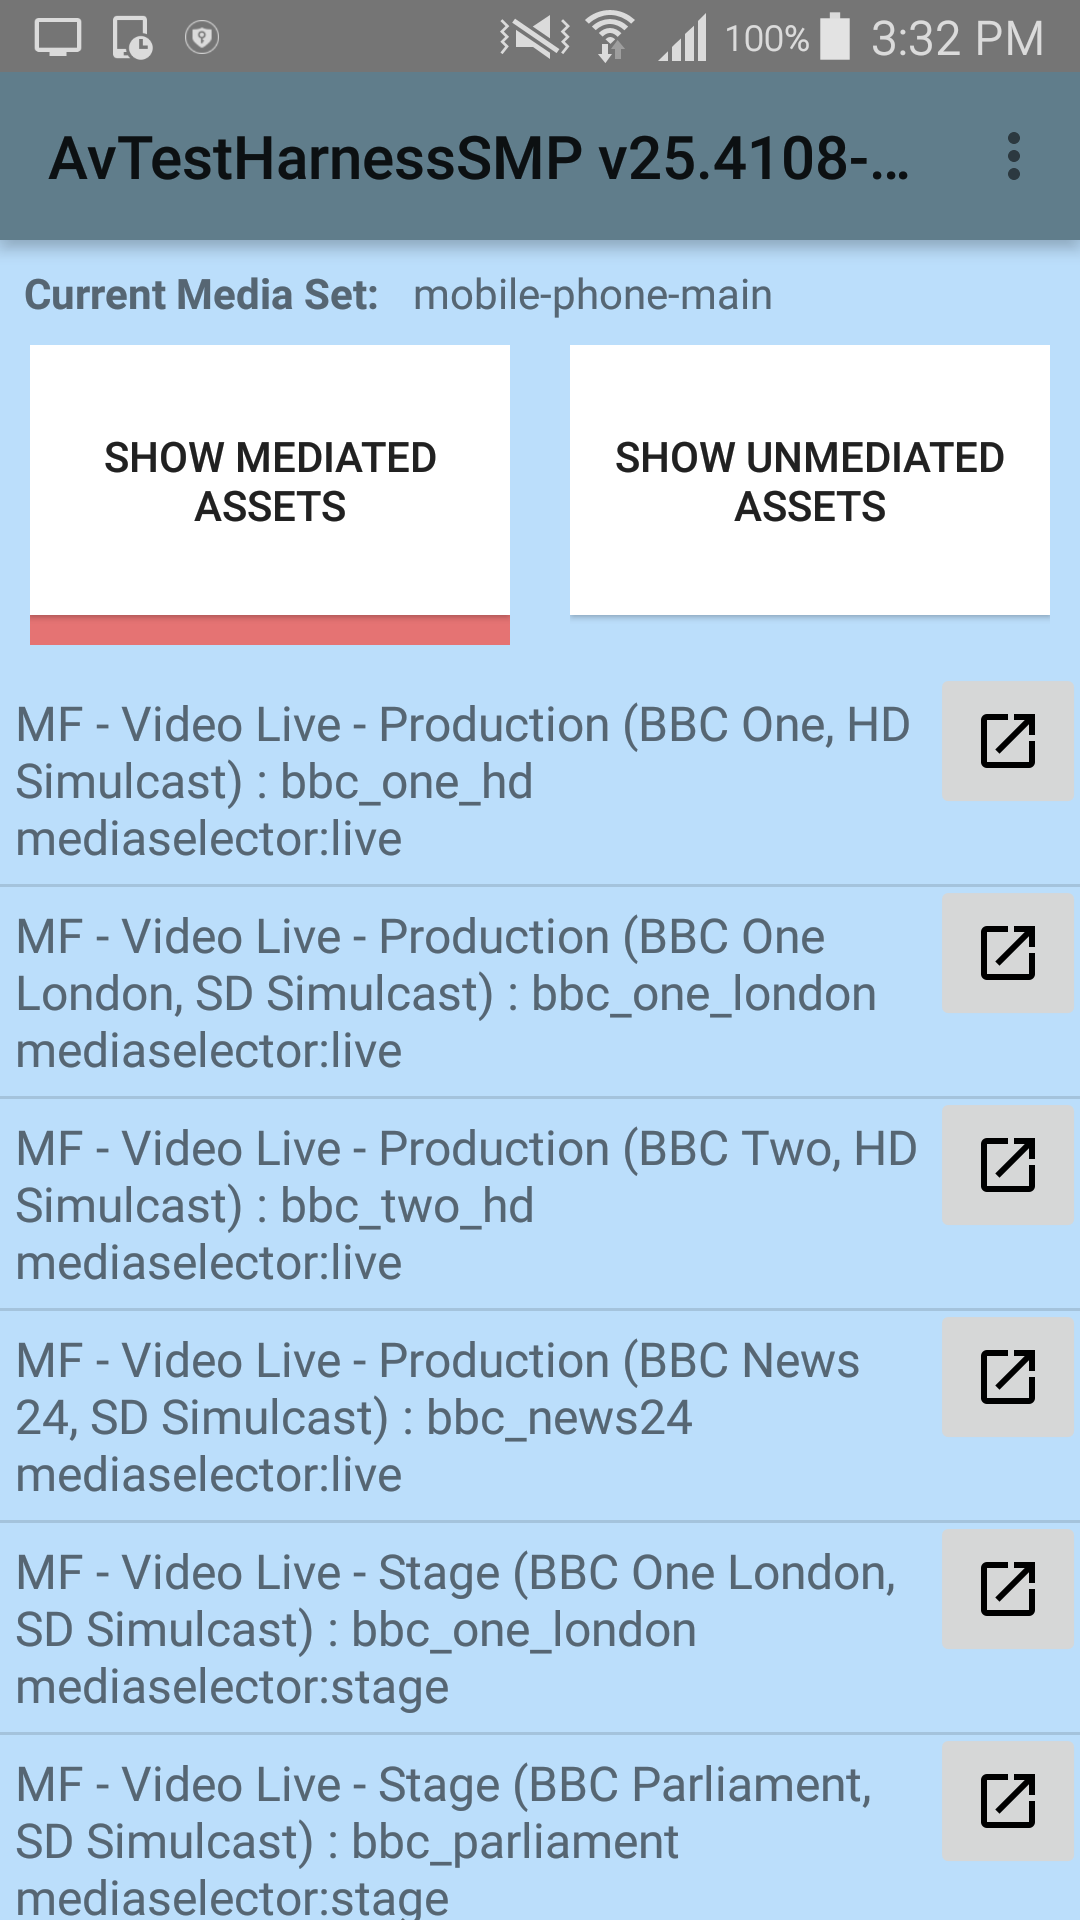 100% 3:32 PM
AvTestHarnessSMP v25.4108-...
Current Media Set: mobile-phone-main
SHOW MEDIATED
ASSETS
SHOW UNMEDIATED
ASSETS
MF - Video Live - Production (BBC One, HD
Simulcast) : bbc_one_hd
mediaselector:live
MF - Video Live - Production (BBC One
London, SD Simulcast) : bbc_one_london
mediaselector:live
MF - Video Live - Production (BBC Two, HD
Simulcast) : bbc_two_hd
mediaselector:live
MF - Video Live - Production (BBC News
24, SD Simulcast) : bbc_news24
mediaselector:live
MF - Video Live - Stage (BBC One London,
SD Simulcast) : bbc_one_london
mediaselector:stage
MF - Video Live - Stage (BBC Parliament,
SD Simulcast) : bbc_parliament
mediaselector:stage